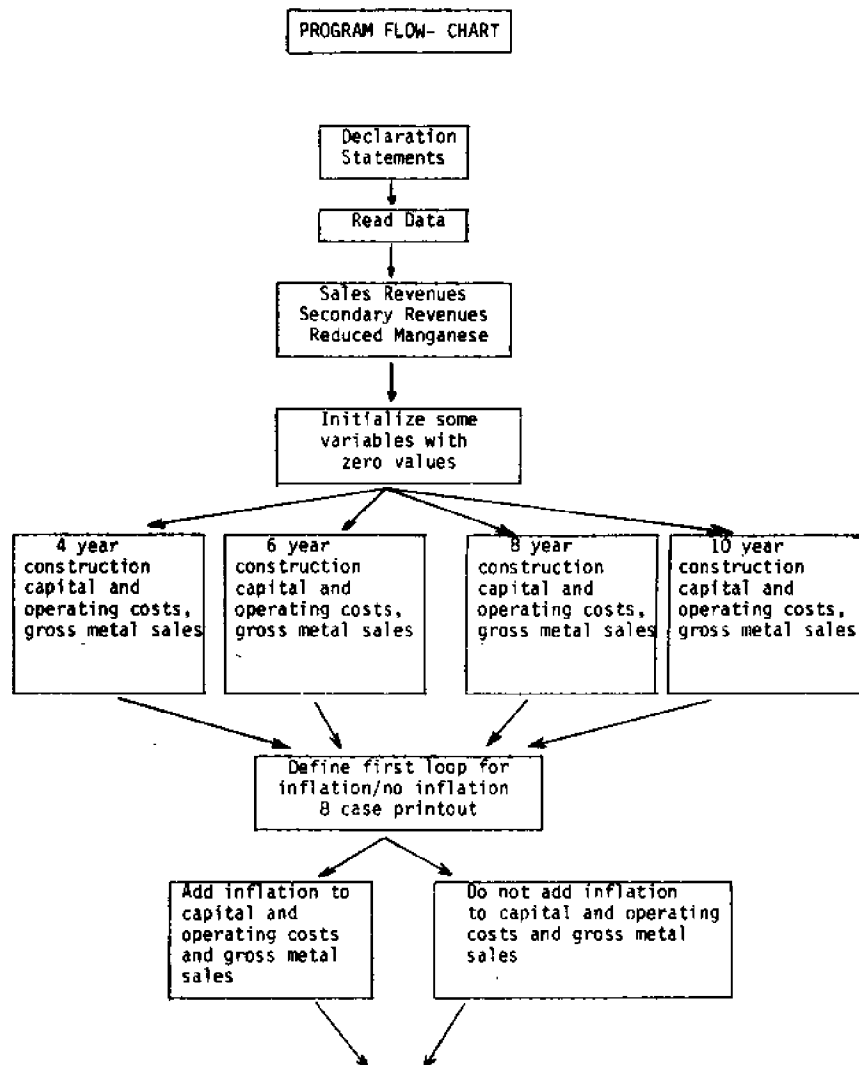 PROGRAM FLOW- CHART
Declaration
Statements
Read Data
Sales Revenues
Secondary Revenues
Reduced Manganese
Initialize some
variables with
zero values
4 year
construction
capital and
operating costs,
gross metal sales
6 year
construction
capital and
operating costs,
gross metal sales
8 year
construction
capital and
operating costs,
gross metal sales
10 year
construction
capital and
operating costs,
gross metal sales
Define first loop for
inflation/no inflation
8 case printout
Add inflation to
capital and
operating costs
and gross metal
sales
Do not add inflation
to capital and operating
costs and gross metal
sales